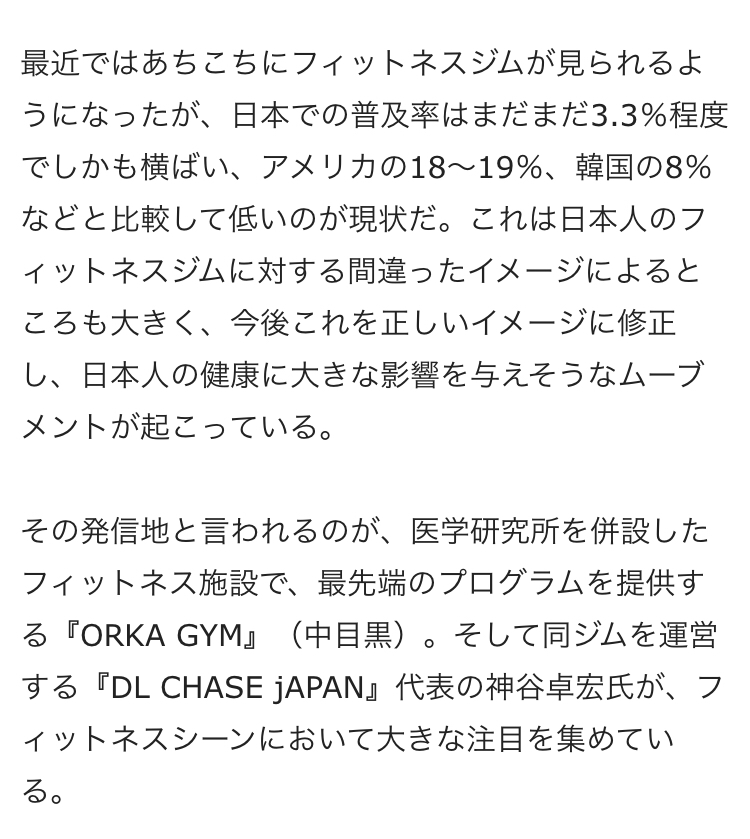 最近ではあちこちにフィットネスジムが見られるよ
うになったが、日本での普及率はまだまだ3.3％程度
でしかも横ばい、アメリカの18〜19％、韓国の8％
などと比較して低いのが現状だ。これは日本人のフ
ィットネスジムに対する間違ったイメージによると
ころも大きく、今後これを正しいイメージに修正
し、日本人の健康に大きな影響を与えそうなムーブ
メントが起こっている。
その発信地と言われるのが、医学研究所を併設した
フィットネス施設で、最先端のプログラムを提供す
る『ORKA GYM』（中目黒）。そして同ジムを運営
する『DL CHASE jAPAN』代表の神谷卓宏氏が、フ
ィットネスシーンにおいて大きな注目を集めてい
る。